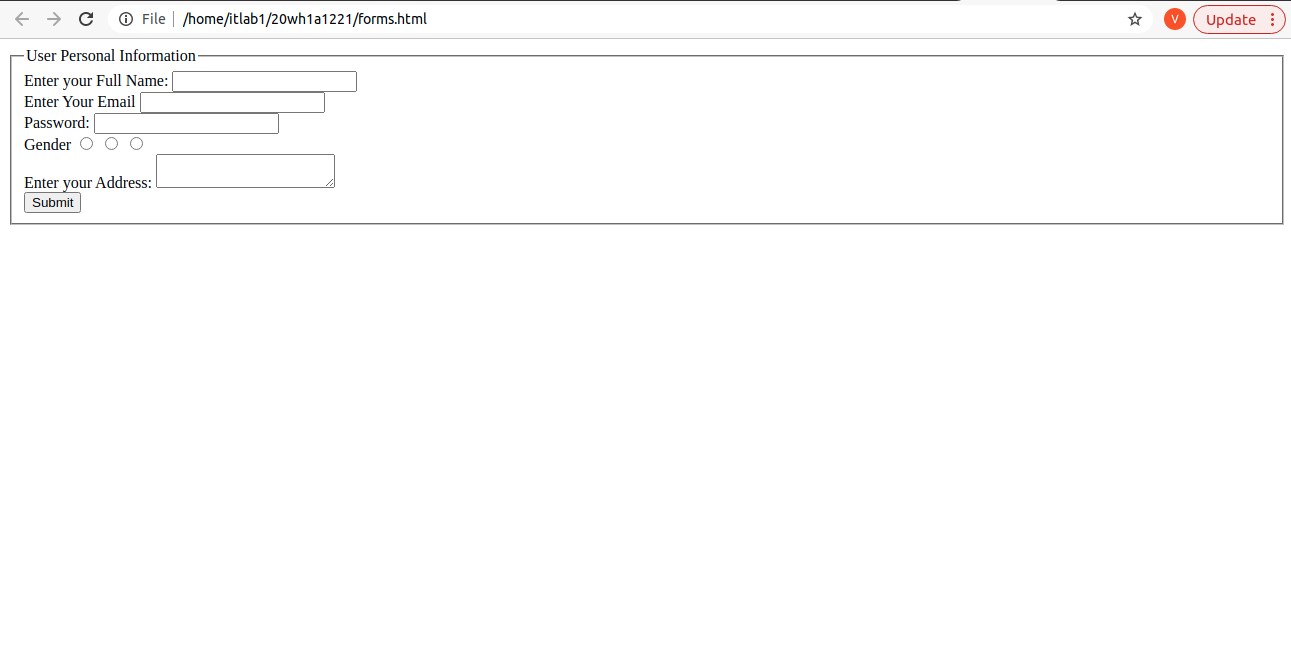 File /home/itlab1/20wh1a1221/forms.html V Update
User Personal Information
Enter your Full Name:
Enter Your Email
Password:
Gender
Enter your Address:
Submit